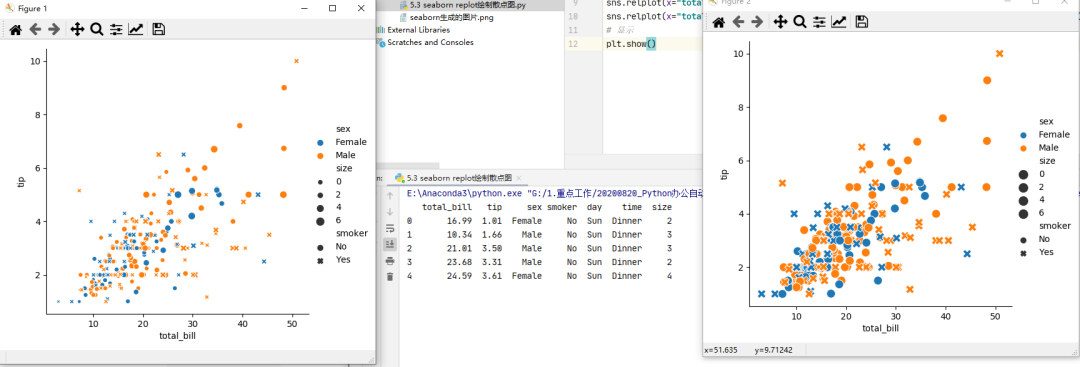 Figure 1
10
8
6
4
2
tip
10
20
30
40
50
total_bill
sex
Female
Male
size
0
2
4
6
smoker
No
Yes
5.3 seaborn replot绘制散点图.py
seaborn生成的图片.png
External Libraries
Scratches and Consoles
9 sns.relplot(x="total
10 sns.relplot(x="tot
11 # 显示
12 plt.show()
5.3 seaborn replot绘制散点图
E:\Anaconda3\python.exe "G:/1.重点工作/20200820_Python办公自动
total_bill tip sex smoker day time size
0 16.99 1.01 Female No Sun Dinner 2
1 10.34 1.66 Male No Sun Dinner 3
2 21.01 3.50 Male No Sun Dinner 3
3 23.68 3.31 Male No Sun Dinner 2
4 24.59 3.61 Female No Sun Dinner 4
Figure 2
10
8
6
4
2
tip
10
20
30
40
50
total_bill
sex
Female
Male
size
0
2
4
6
smoker
No
Yes
x=51.635 y=9.71242